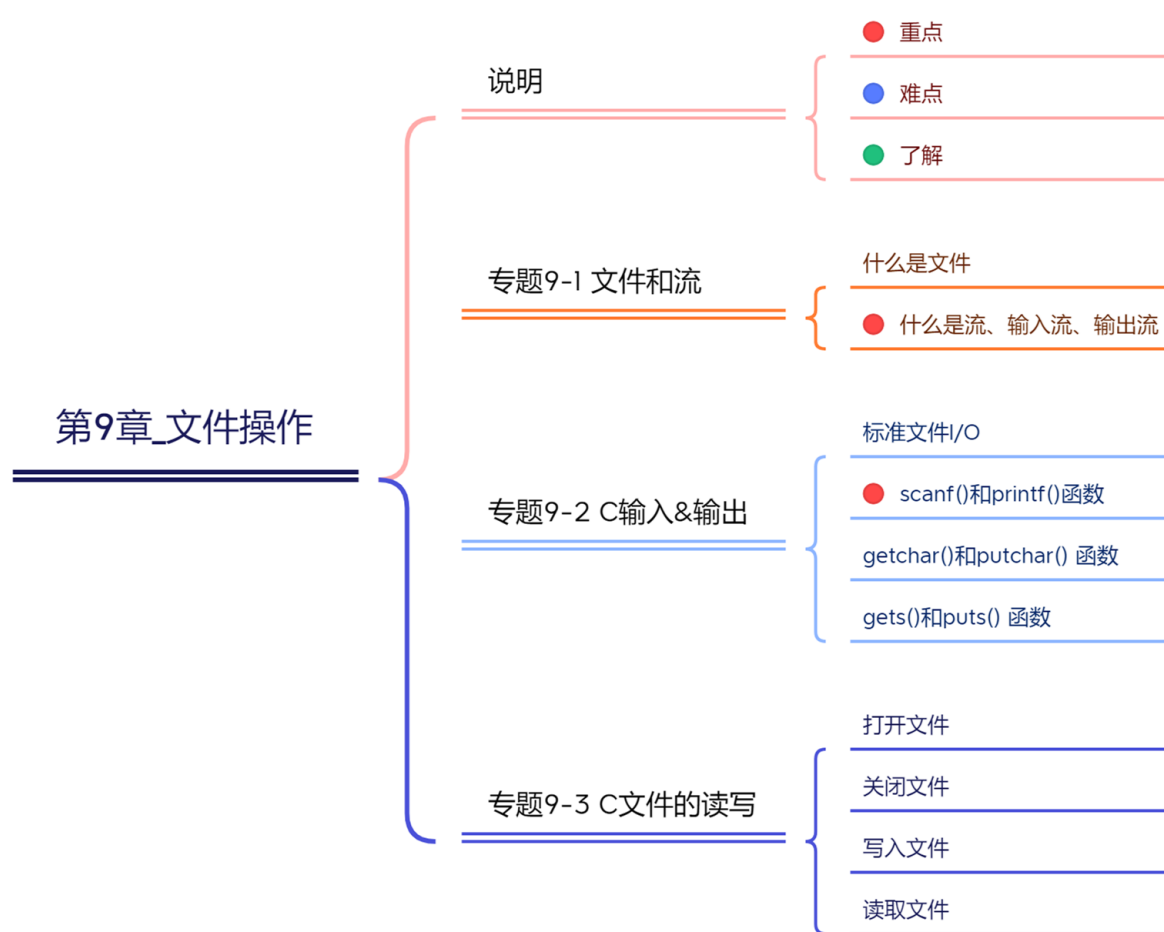 第9章_文件操作
说明
重点
难点
了解
专题9-1 文件和流
什么是文件
什么是流、输入流、输出流
专题9-2 C输入&输出
标准文件I/O
scanf()和printf()函数
getchar()和putchar() 函数
gets()和puts() 函数
专题9-3 C文件的读写
打开文件
关闭文件
写入文件
读取文件